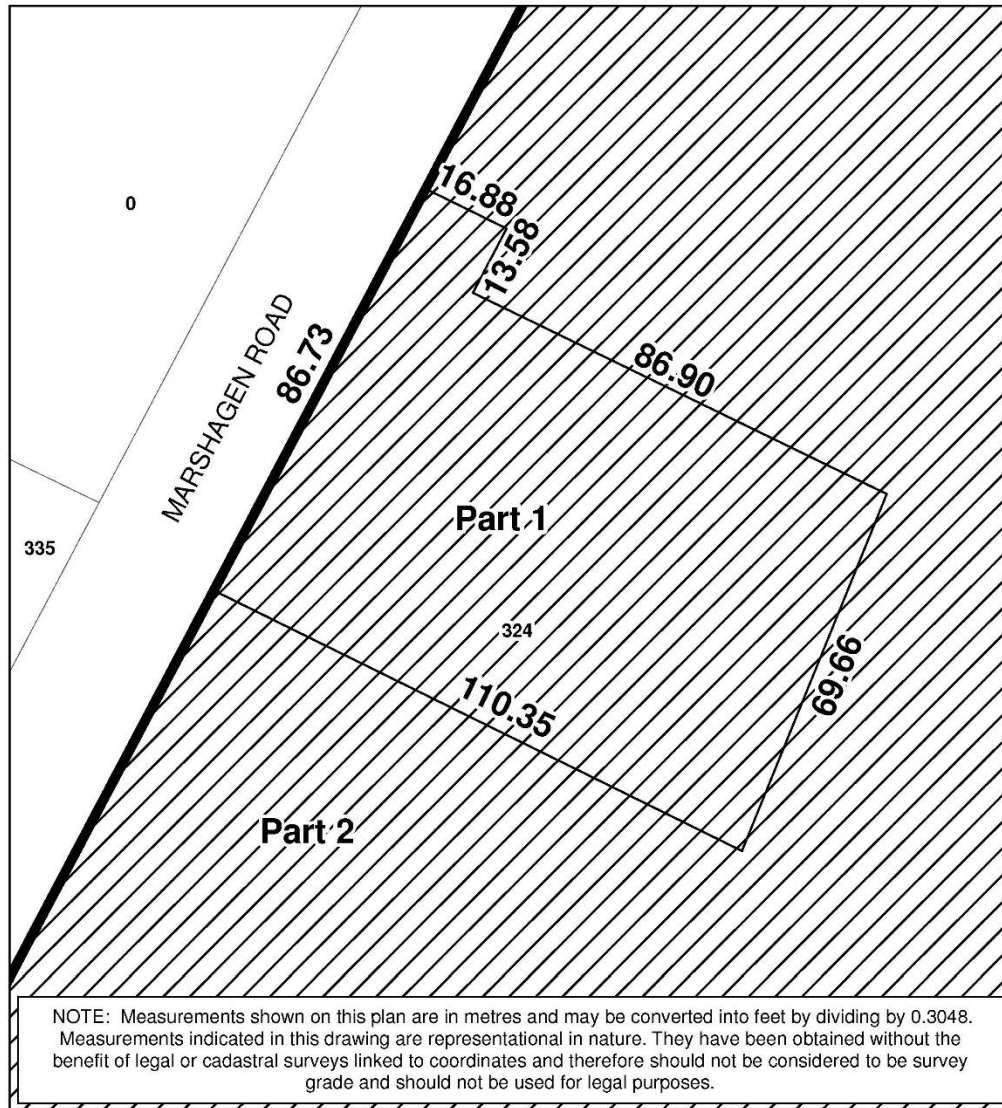 16.88
0
13.58
MARSHAGEN ROAD
86.73
86.90
Part 1
335
324
69.66
110.35
Part 2
NOTE: Measurements shown on this plan are in metres and may be converted into feet by dividing by 0.3048.
Measurements indicated in this drawing are representational in nature. They have been obtained without the
benefit of legal or cadastral surveys linked to coordinates and therefore should not be considered to be survey
grade and should not be used for legal purposes.